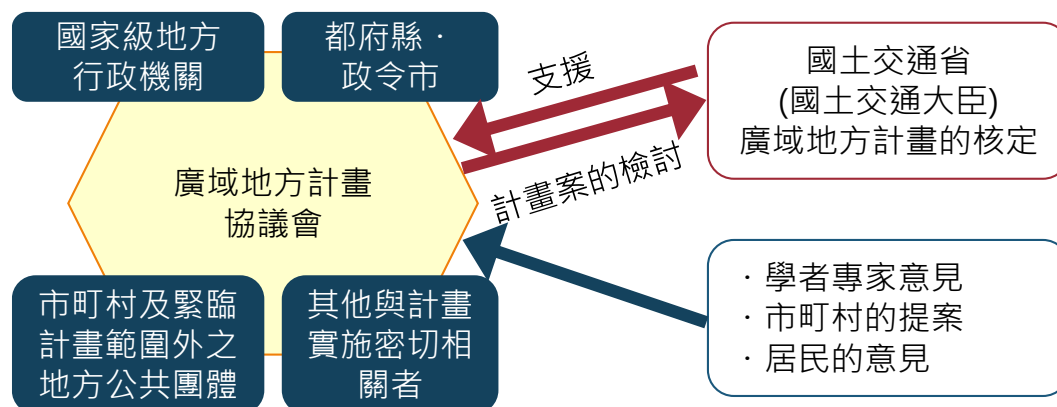 國家級地方
行政機關
都府縣．
政令市
支援
國土交通省
(國土交通大臣)
廣域地方計畫的核定
廣域地方計畫
協議會
計畫案的檢討
市町村及緊臨
計畫範圍外之
地方公共團體
其他與計畫
實施密切相
關者
．學者專家意見
．市町村的提案
．居民的意見